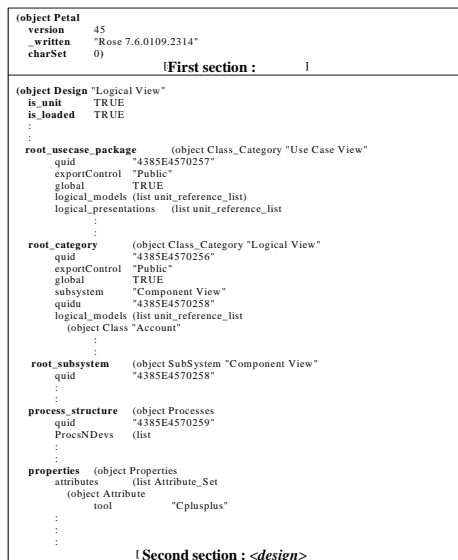 (object Petal
version 45
_written "Rose 7.6.0109.2314"
charSet 0)
[First section : ]
(object Design "Logical View"
is_unit TRUE
is_loaded TRUE
:
:
root_usecase_package (object Class_Category "Use Case View"
quid "4385E4570257"
exportControl "Public"
global TRUE
logical_models (list unit_reference_list)
logical_presentations (list unit_reference_list
:
:
root_category (object Class_Category "Logical View"
quid "4385E4570256"
exportControl "Public"
global TRUE
subsystem "Component View"
quidu "4385E4570258"
logical_models (list unit_reference_list
(object Class "Account"
:
:
root_subsystem (object SubSystem "Component View"
quid "4385E4570258"
:
:
process_structure (object Processes
quid "4385E4570259"
ProcsNDevs (list
:
:
properties (object Properties
attributes (list Attribute_Set
(object Attribute
tool "Cplusplus"
:
:
:
[Second section : <design>